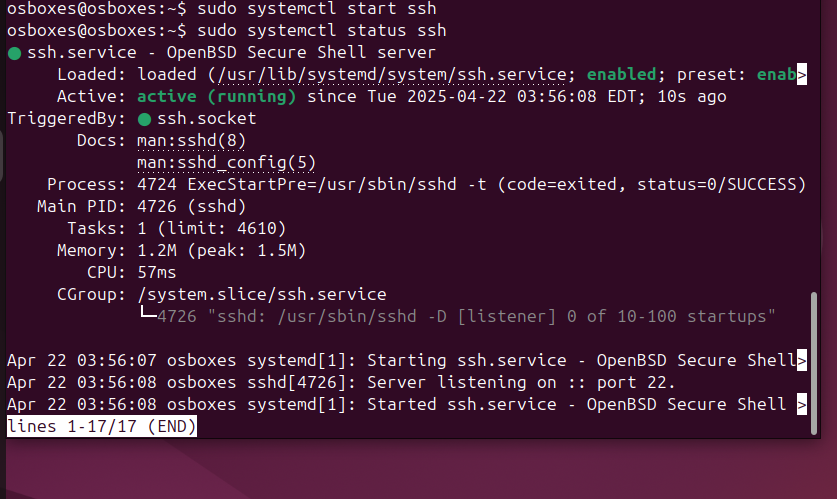 osboxes@osboxes:~$ sudo systemctl start ssh
osboxes@osboxes:~$ sudo systemctl status ssh
● ssh.service - OpenBSD Secure Shell server
     Loaded: loaded (/usr/lib/systemd/system/ssh.service; enabled; preset: enab>
     Active: active (running) since Tue 2025-04-22 03:56:08 EDT; 10s ago
TriggeredBy: ● ssh.socket
       Docs: man:sshd(8)
             man:sshd_config(5)
    Process: 4724 ExecStartPre=/usr/sbin/sshd -t (code=exited, status=0/SUCCESS)
   Main PID: 4726 (sshd)
      Tasks: 1 (limit: 4610)
     Memory: 1.2M (peak: 1.5M)
        CPU: 57ms
     CGroup: /system.slice/ssh.service
             └─4726 "sshd: /usr/sbin/sshd -D [listener] 0 of 10-100 startups"

Apr 22 03:56:07 osboxes systemd[1]: Starting ssh.service - OpenBSD Secure Shell>
Apr 22 03:56:08 osboxes sshd[4726]: Server listening on :: port 22.
Apr 22 03:56:08 osboxes systemd[1]: Started ssh.service - OpenBSD Secure Shell >
lines 1-17/17 (END)